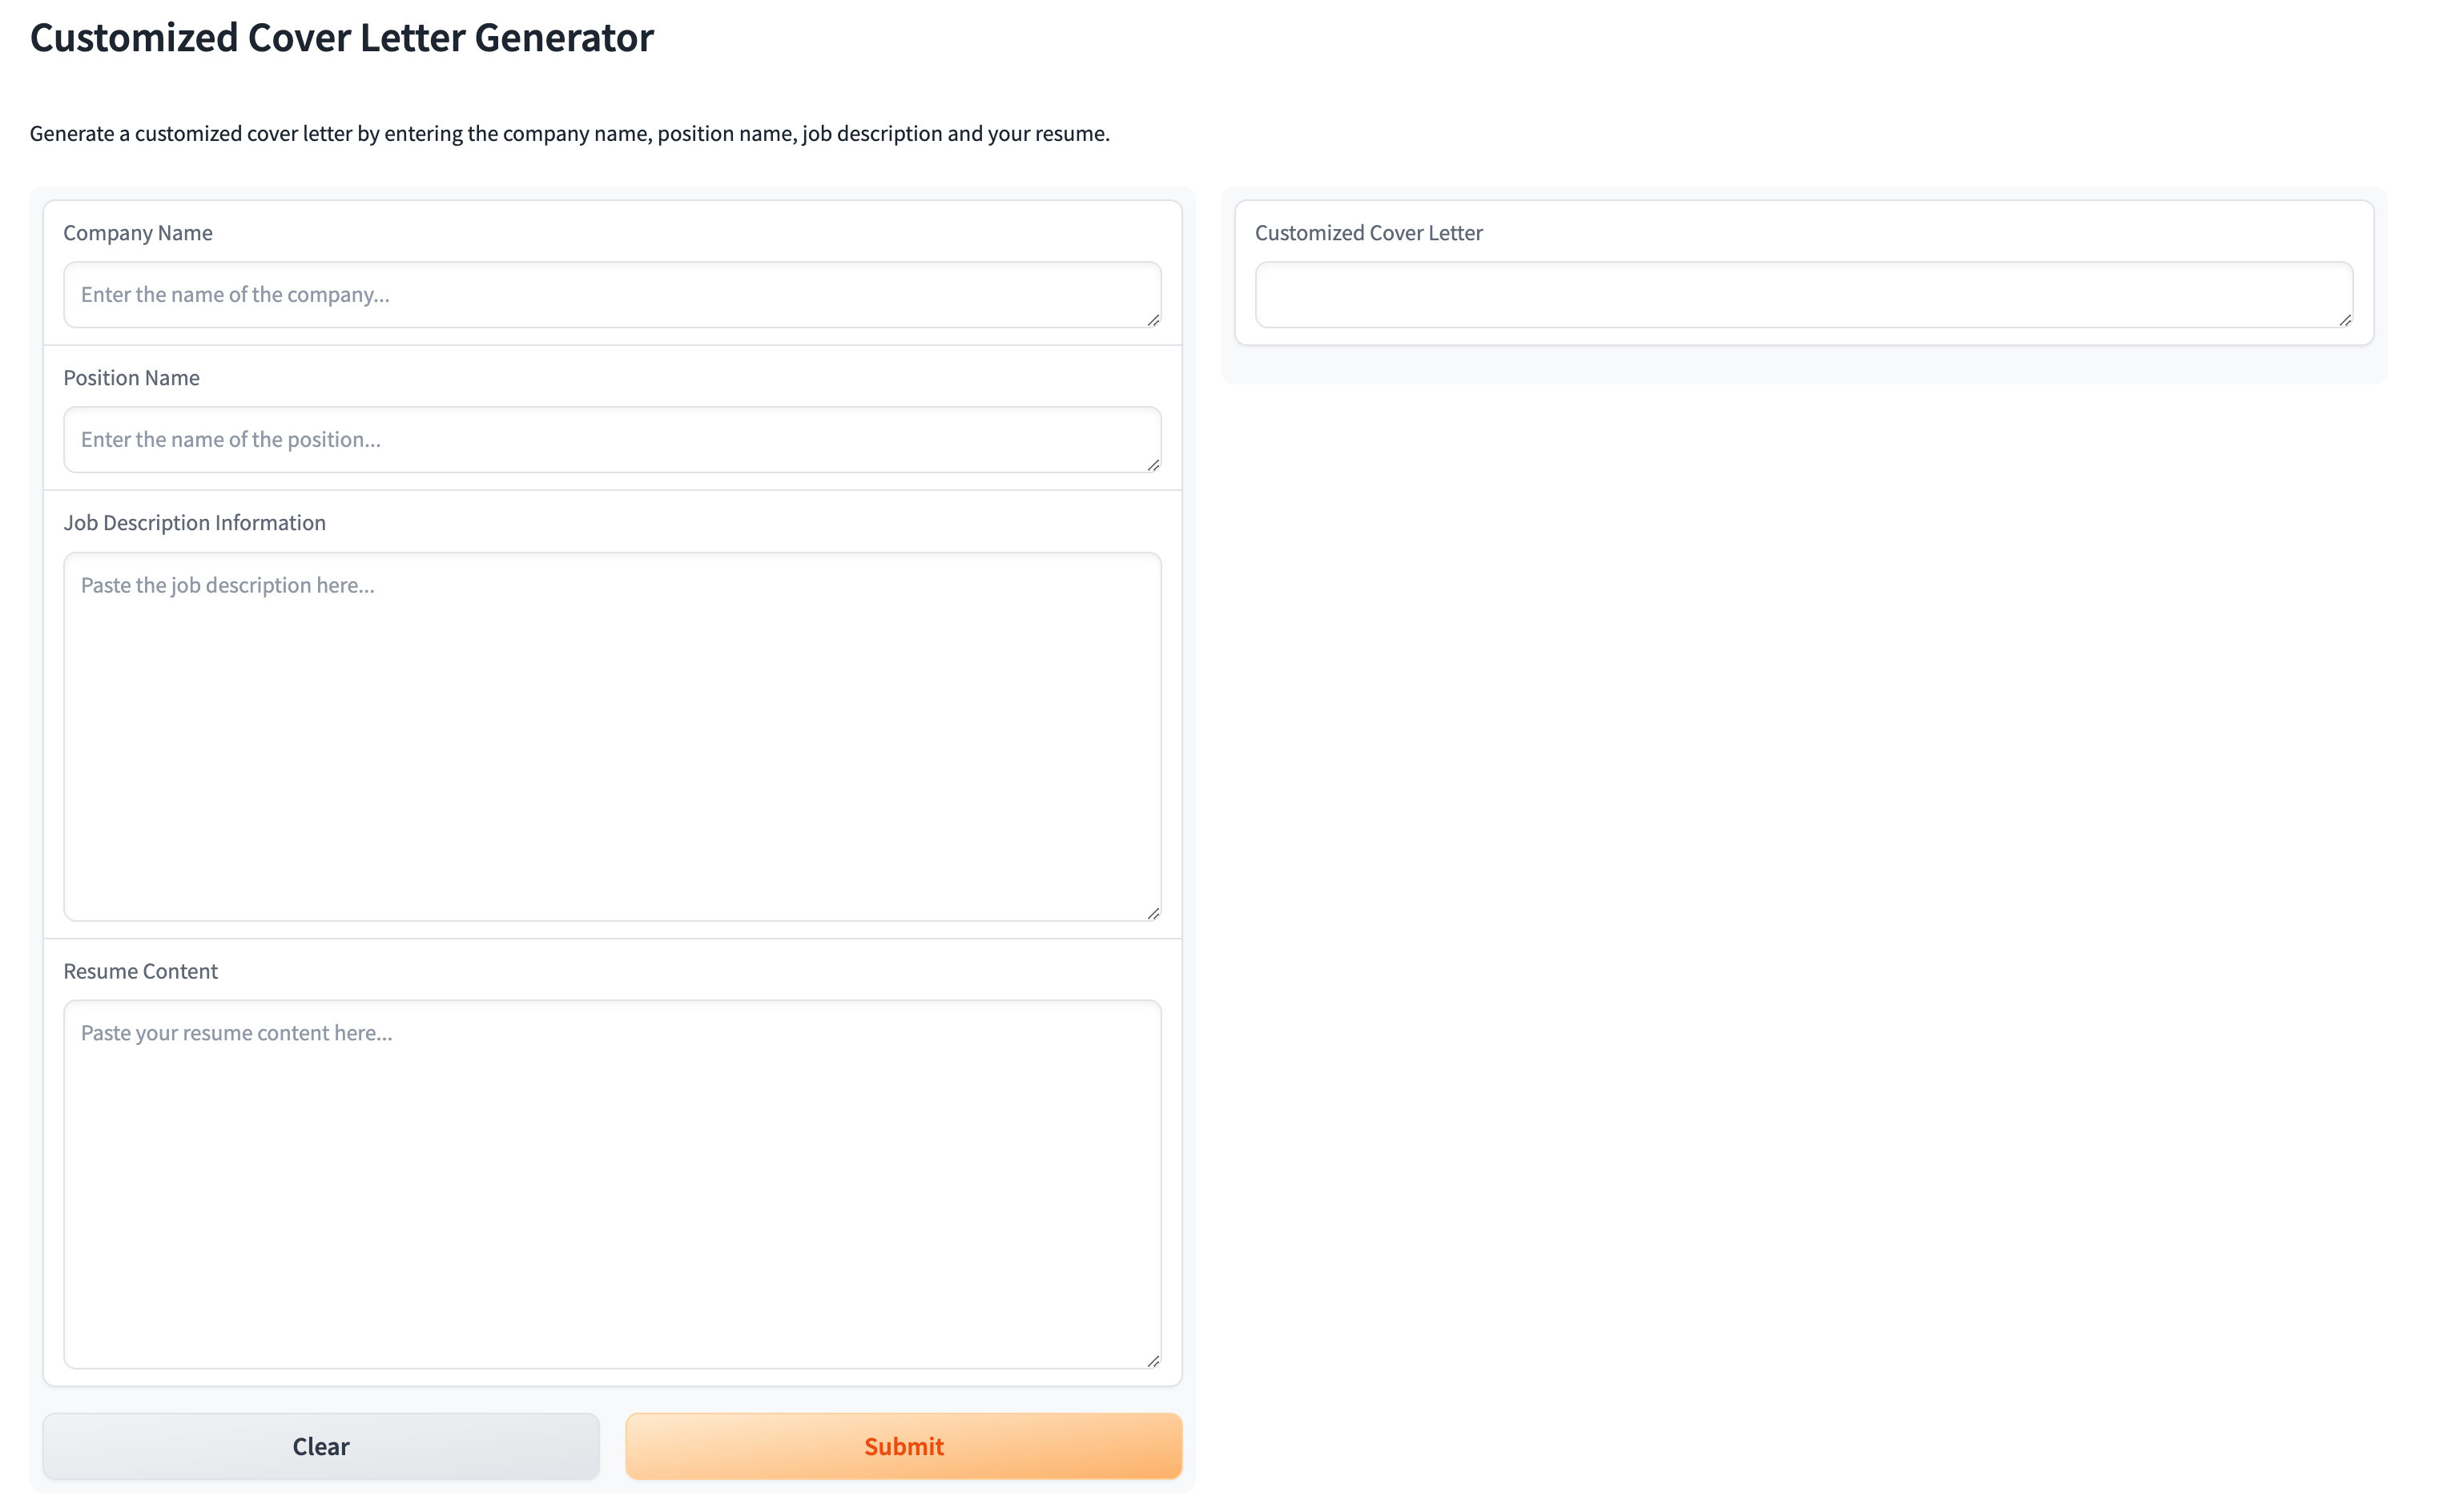 Customized Cover Letter Generator
Generate a customized cover letter by entering the company name, position name, job description and your resume.
Company Name
Enter the name of the company...
Position Name
Enter the name of the position...
Job Description Information
Paste the job description here...
Resume Content
Paste your resume content here...
Clear
Submit
Customized Cover Letter